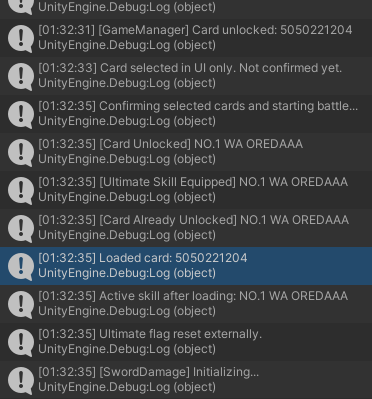 UnityEngine.Debug:Log (object)
[01:32:31] [GameManager] Card unlocked: 5050221204
UnityEngine.Debug:Log (object)
[01:32:33] Card selected in UI only. Not confirmed yet.
UnityEngine.Debug:Log (object)
[01:32:35] Confirming selected cards and starting battle...
UnityEngine.Debug:Log (object)
[01:32:35] [Card Unlocked] NO.1 WA OREDAAA
UnityEngine.Debug:Log (object)
[01:32:35] [Ultimate Skill Equipped] NO.1 WA OREDAAA
UnityEngine.Debug:Log (object)
[01:32:35] [Card Already Unlocked] NO.1 WA OREDAAA
UnityEngine.Debug:Log (object)
[01:32:35] Loaded card: 5050221204
UnityEngine.Debug:Log (object)
[01:32:35] Active skill after loading: NO.1 WA OREDAAA
UnityEngine.Debug:Log (object)
[01:32:35] Ultimate flag reset externally.
UnityEngine.Debug:Log (object)
[01:32:35] [SwordDamage] Initializing...
UnityEngine.Debug:Log (object)